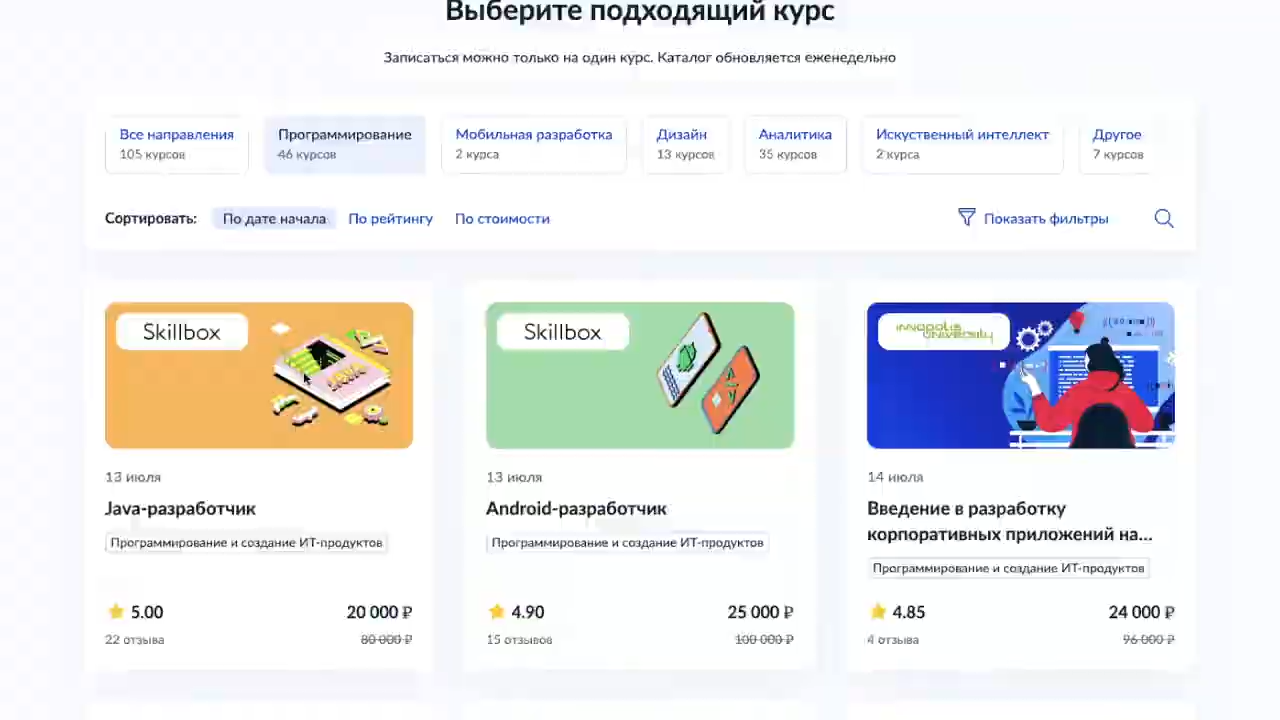 Выберите подходящий курс
Записаться можно только на один курс. Каталог обновляется еженедельно
Все направления
105 курсов
Программирование
46 курсов
Мобильная разработка
2 курса
Дизайн
13 курсов
Аналитика
35 курсов
Искуственный интеллект
2 курса
Другое
7 курсов
Сортировать: По дате начала По рейтингу По стоимости Показать фильтры
Skillbox
JAVA
13 июля
Java-разработчик
Программирование и создание ИТ-продуктов
5.00 20 000 ₽
22 отзыва 80 000 ₽
Skillbox
13 июля
Android-разработчик
Программирование и создание ИТ-продуктов
4.90 25 000 ₽
15 отзывов 100 000 ₽
innopolis
university
14 июля
Введение в разработку
корпоративных приложений на...
Программирование и создание ИТ-продуктов
4.85 24 000 ₽
4 отзыва 96 000 ₽